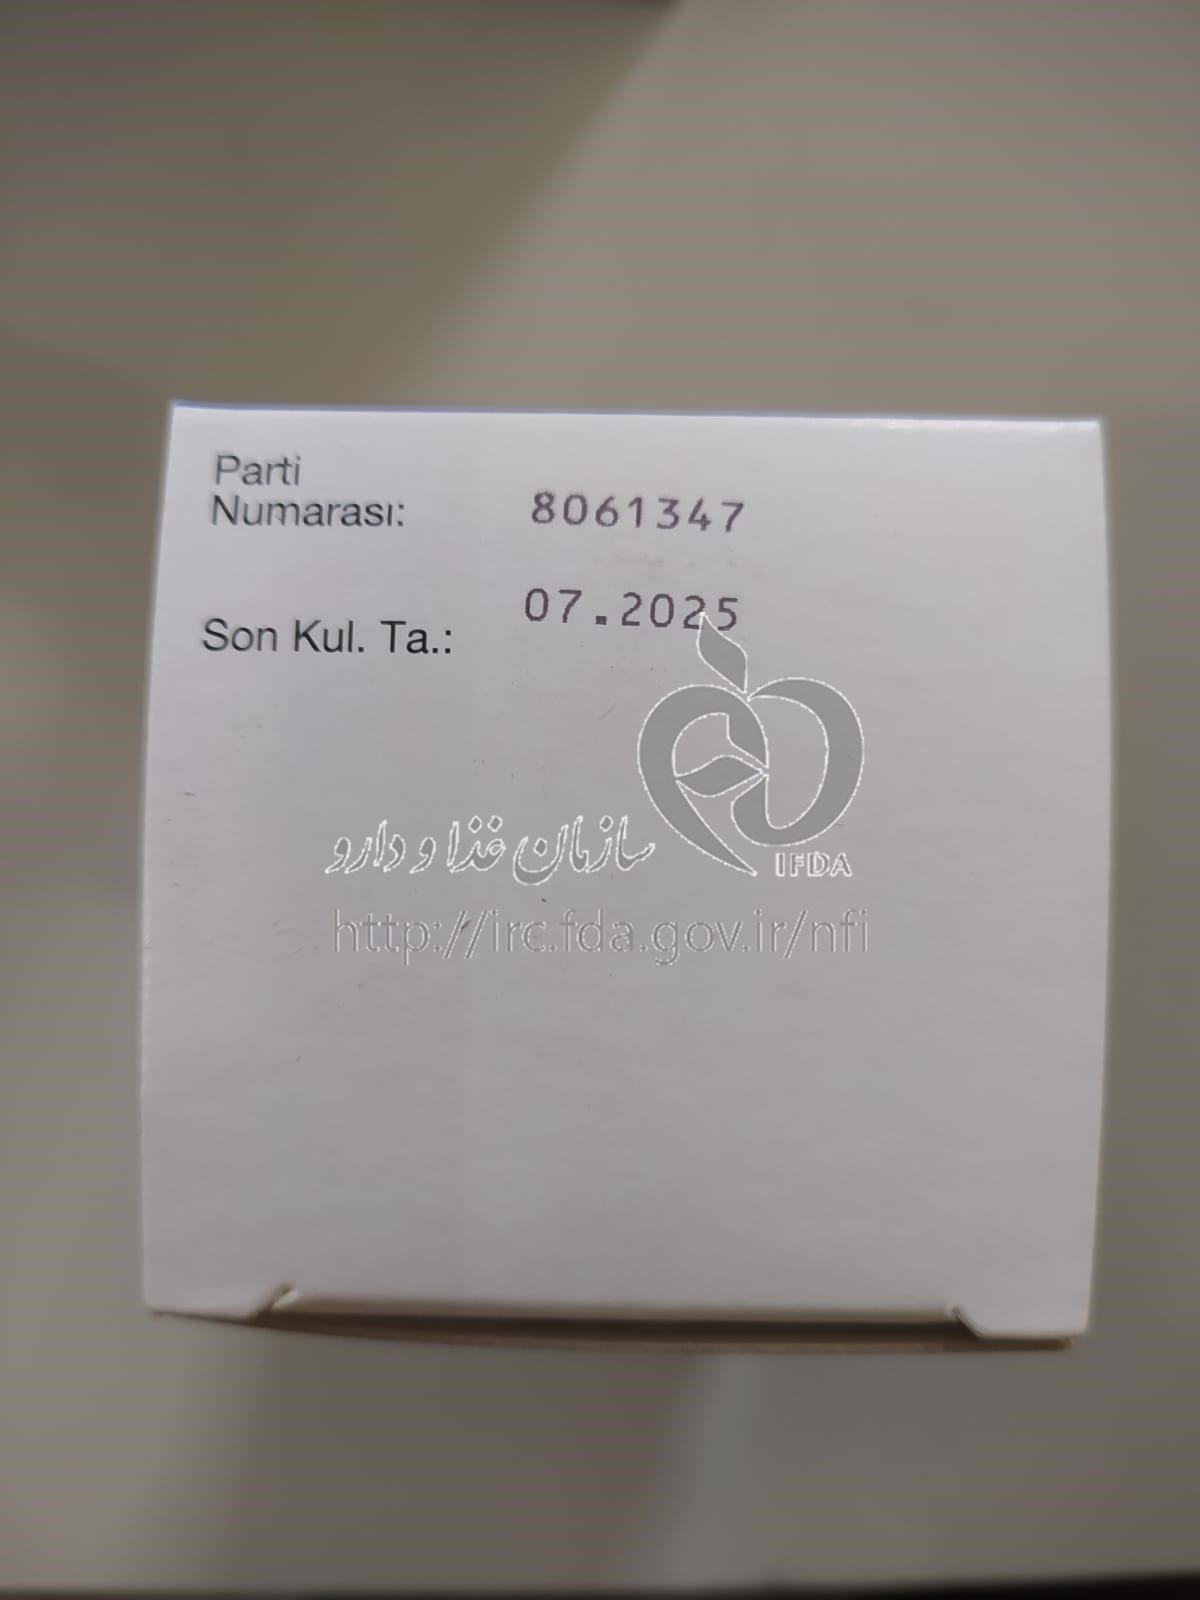 Parti
Numarası: 8061347
07.2025
Son Kul. Ta.:
سازمان غذا و دارو
IFDA
http://irc.fda.gov.ir/nfi